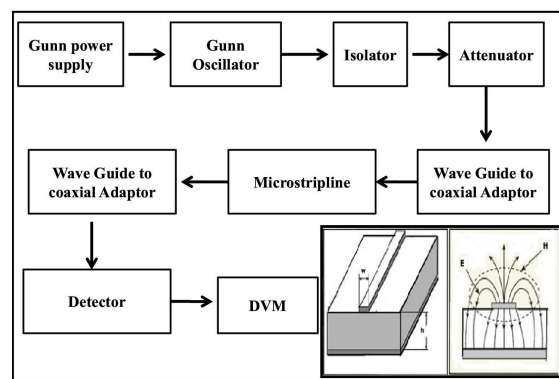 Gunn power
supply
Gunn
Oscillator
Isolator
Attenuator
Wave Guide to
coaxial Adaptor
Microstripline
Wave Guide to
coaxial Adaptor
Detector
DVM
w
h
E
H